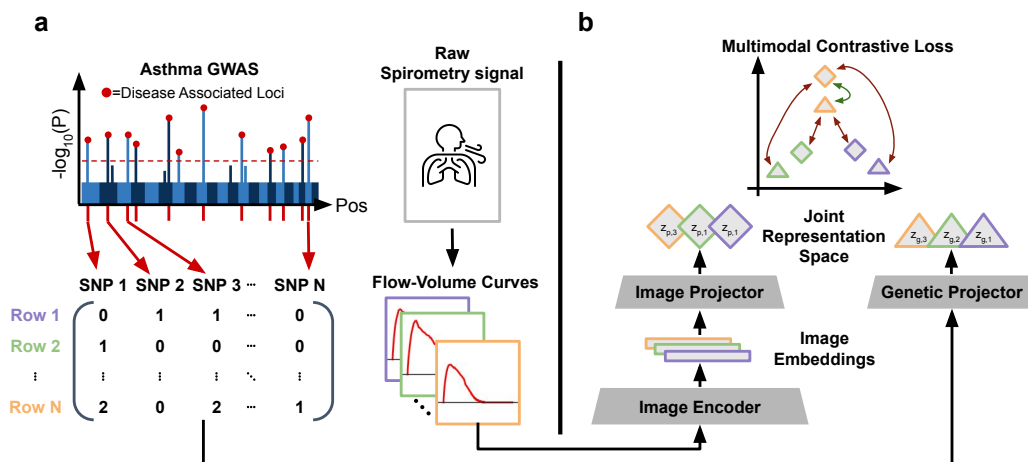 a
Asthma GWAS
=Disease Associated Loci
-log10(P)
Pos
SNP 1 SNP 2 SNP 3 ... SNP N
Row 1 0 1 1 ... 0
Row 2 1 0 0 ... 0
Row N 2 0 2 ... 1
Raw
Spirometry signal
Flow-Volume Curves
b
Multimodal Contrastive Loss
zp,3 zp,1 zp,1
Joint
Representation
Space
zg,3 zg,2 zg,1
Image Projector
Genetic Projector
Image
Embeddings
Image Encoder